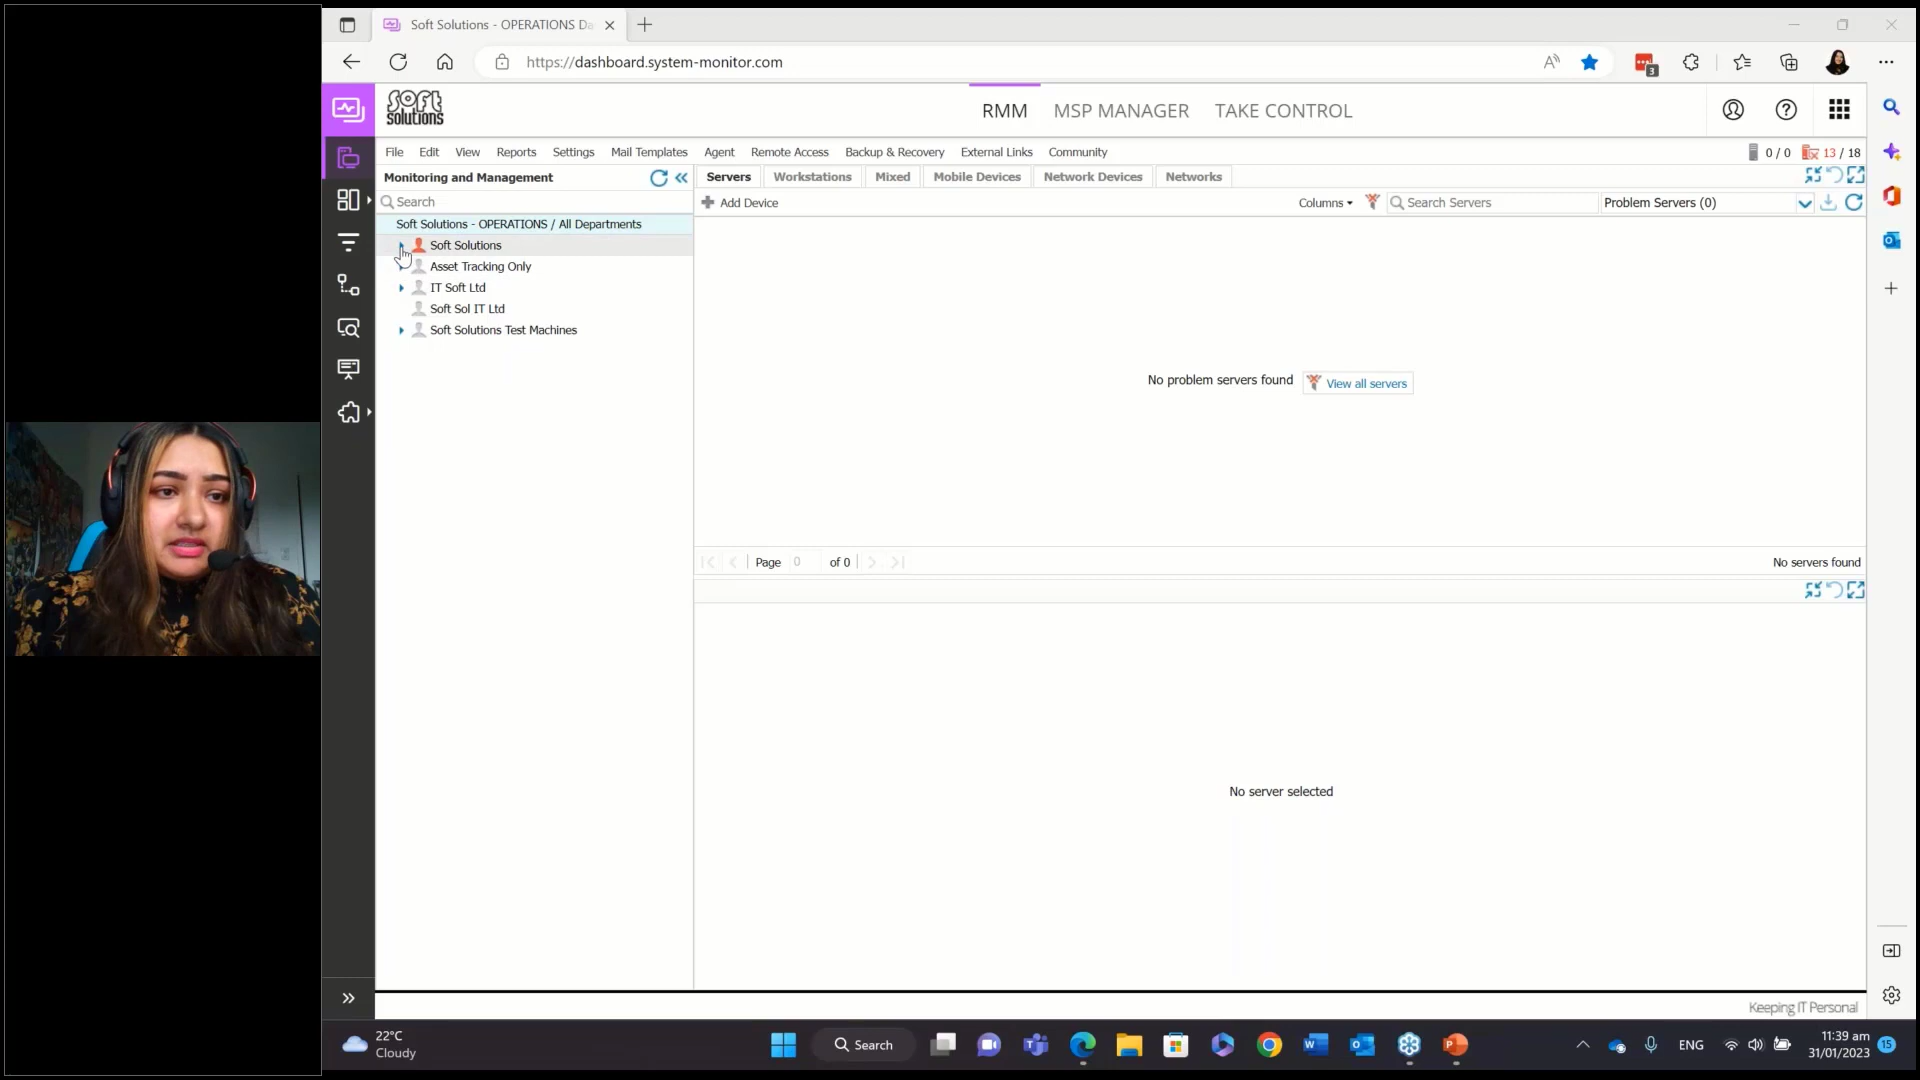 Soft Solutions - OPERATIONS Da
https://dashboard.system-monitor.com
3
soft solutions
RMM MSP MANAGER TAKE CONTROL
File Edit View Reports Settings Mail Templates Agent Remote Access Backup & Recovery External Links Community 0 / 0 13 / 18
Monitoring and Management
Servers Workstations Mixed Mobile Devices Network Devices Networks
Search
Add Device Columns Search Servers Problem Servers (0)
Soft Solutions - OPERATIONS / All Departments
Soft Solutions
Asset Tracking Only
IT Soft Ltd
Soft Sol IT Ltd
Soft Solutions Test Machines
No problem servers found View all servers
Page 0 of 0 No servers found
No server selected
Keeping IT Personal
22°C
Cloudy
Search
ENG
11:39 am
31/01/2023
15